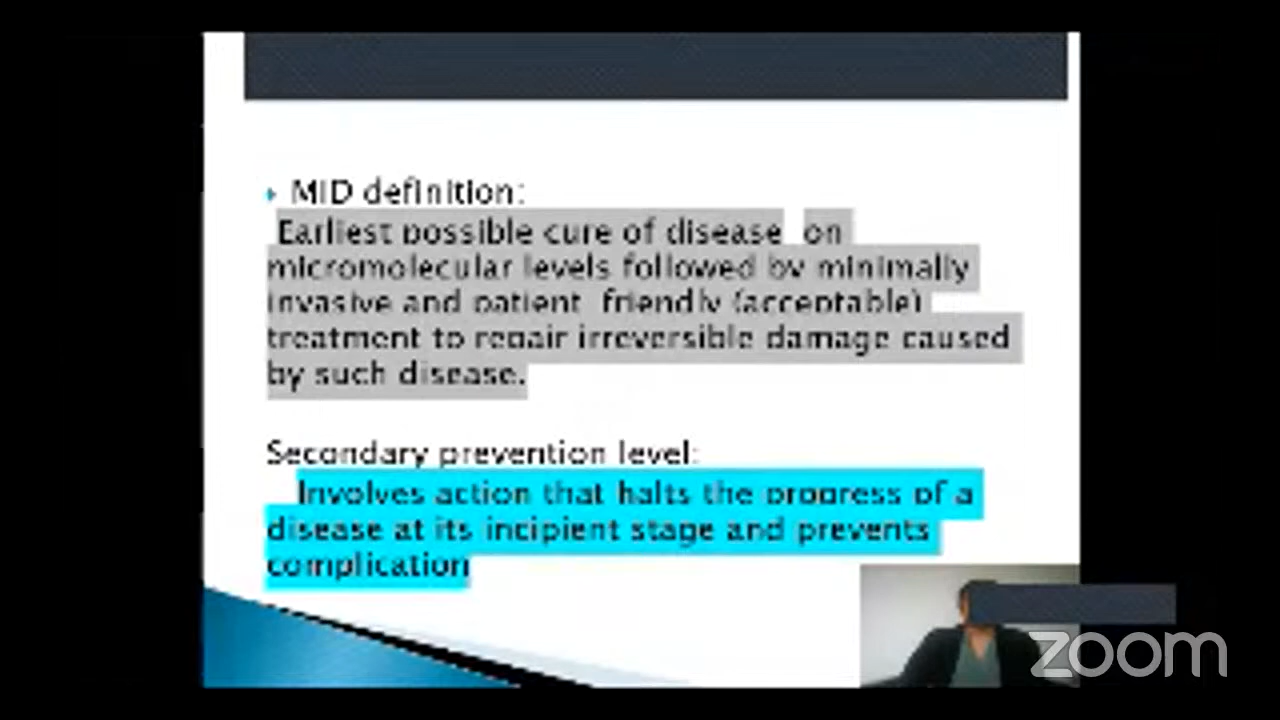 MID definition:
Earliest possible cure of disease on
micromolecular levels followed by minimally
invasive and patient friendly (acceptable)
treatment to repair irreversible damage caused
by such disease.
Secondary prevention level:
Involves action that halts the progress of a
disease at its incipient stage and prevents
complication
zoom